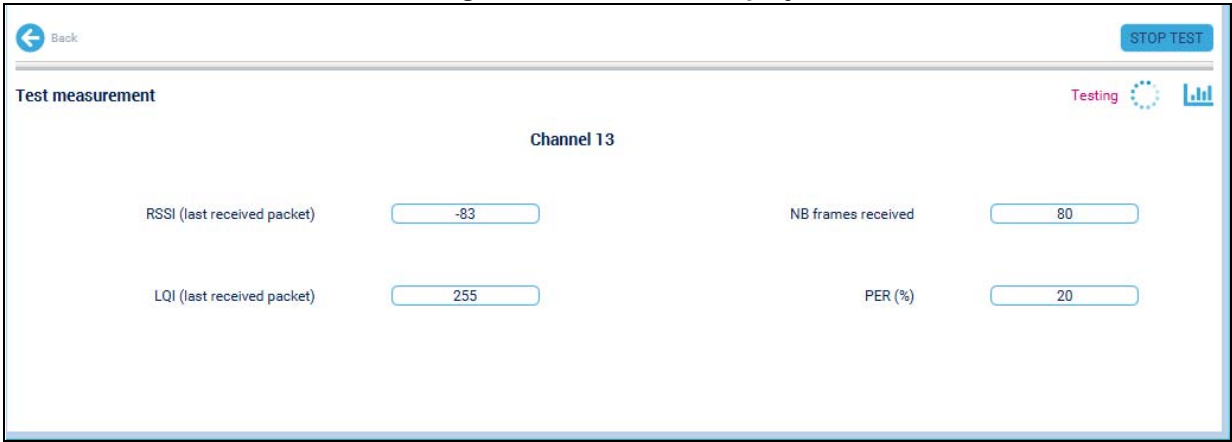 Back
STOP TEST
Test measurement
Testing
Channel 13
RSSI (last received packet) -83 NB frames received 80
LQI (last received packet) 255 PER (%) 20